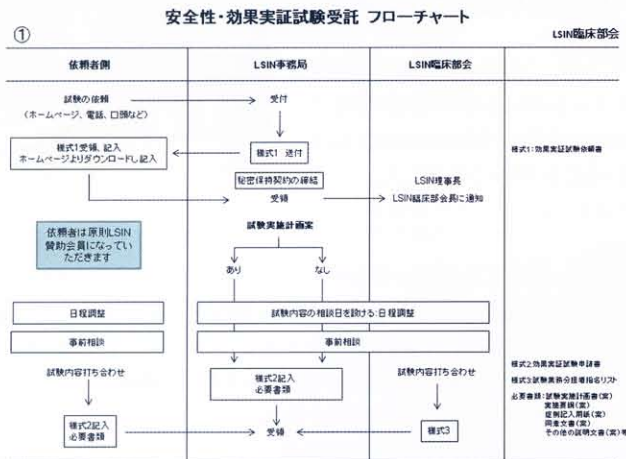 安全性・効果実証試験受託 フローチャート
①
LSIN臨床部会
依頼者側
LSIN事務局
LSIN臨床部会
試験の依頼
(ホームページ、電話、口頭など)
受付
様式1受領、記入
ホームページよりダウンロードし記入
様式1 送付
様式1:効果実証試験依頼書
秘密保持契約の締結
受領
LSIN理事長
LSIN臨床部会長に通知
依頼者は原則LSIN
賛助会員になってい
ただきます
試験実施計画案
あり
なし
日程調整
試験内容の相談日を設ける:日程調整
事前相談
事前相談
試験内容打ち合わせ
様式2記入
必要書類
試験内容打ち合わせ
様式2:効果実証試験申請書
様式3:試験業務分担者指名リスト
必要書類:試験実施計画書(案)
実施要綱(案)
症例記入用紙(案)
同意文書(案)
その他の説明文書(案)等
様式2記入
必要書類
受領
様式3